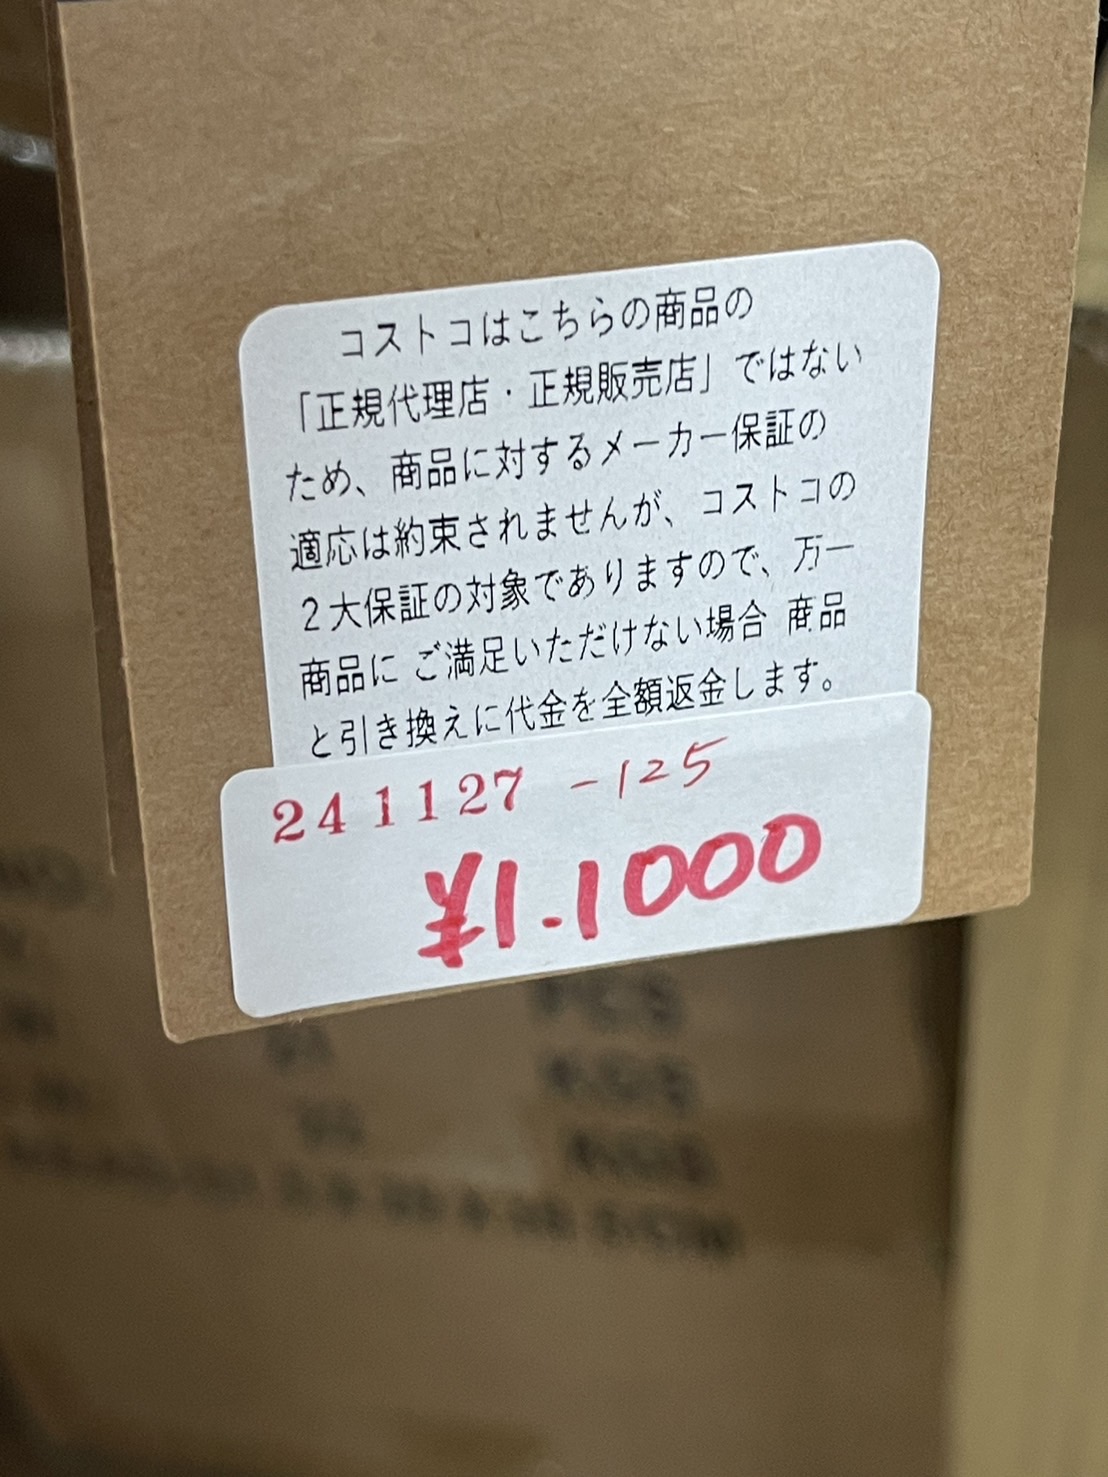 コストコはこちらの商品の
「正規代理店・正規販売店」ではない
ため、商品に対するメーカー保証の
適応は約束されませんが、コストコの
２大保証の対象でありますので、万一
商品に ご満足いただけない場合 商品
と引き換えに代金を全額返金します。
241127 -125
¥1.1000